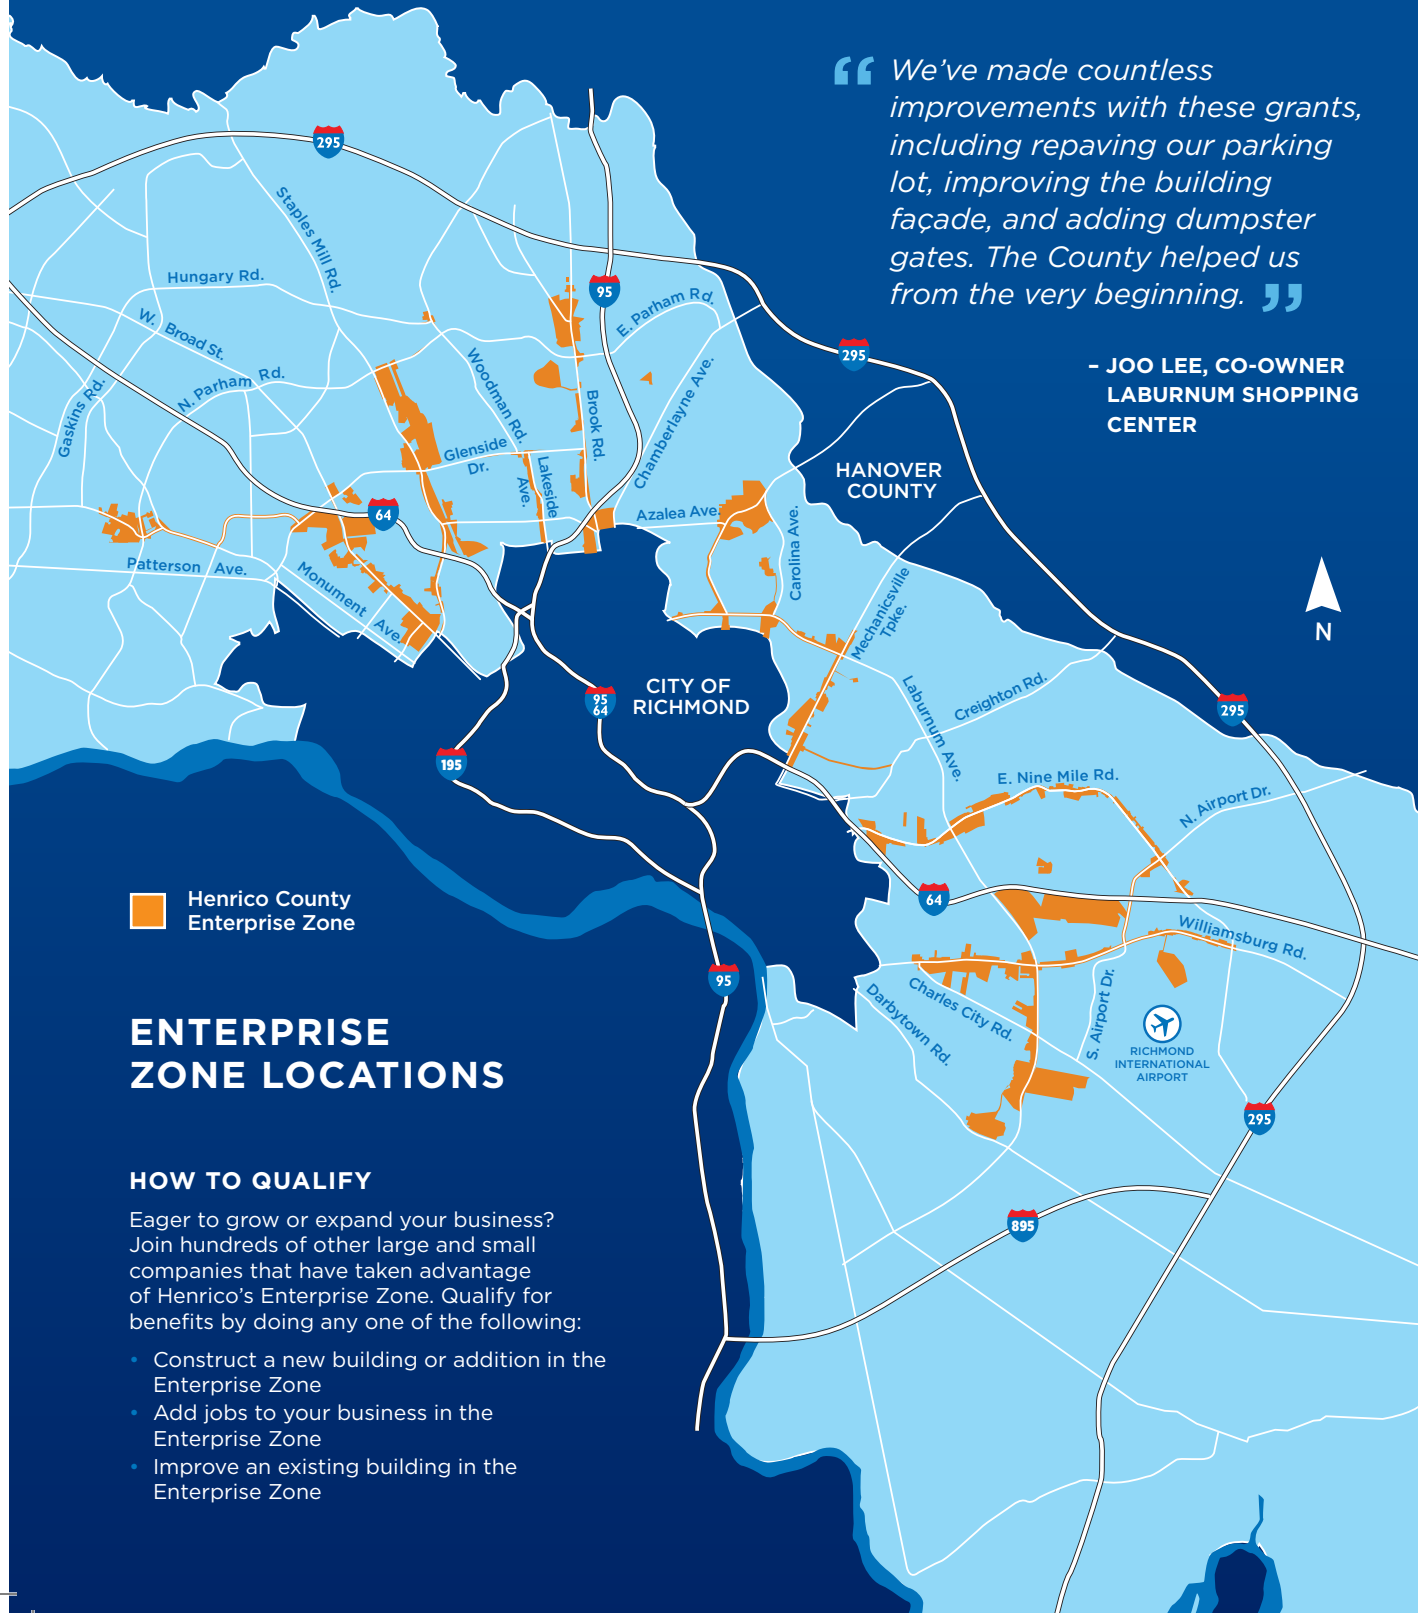 “ We’ve made countless
improvements with these grants,
including repaving our parking
lot, improving the building
façade, and adding dumpster
gates. The County helped us
from the very beginning. ”
– JOO LEE, CO-OWNER
LABURNUM SHOPPING
CENTER
295
Staples Mill Rd.
Hungary Rd.
95
E. Parham Rd.
W. Broad St.
295
N. Parham Rd.
Woodman Rd.
Gaskins Rd.
Brook Rd.
Chamberlayne Ave.
Glenside
Dr.
Lakeside
Ave.
HANOVER
COUNTY
64
Azalea Ave.
Carolina Ave.
Patterson Ave.
Monument Ave.
Mechanicsville
Tpke.
N
CITY OF
RICHMOND
95
64
Laburnum Ave.
Creighton Rd.
295
195
E. Nine Mile Rd.
N. Airport Dr.
Henrico County
Enterprise Zone
64
Williamsburg Rd.
95
Charles City Rd.
Darbytown Rd.
S. Airport Dr.
RICHMOND
INTERNATIONAL
AIRPORT
295
895
ENTERPRISE
ZONE LOCATIONS
HOW TO QUALIFY
Eager to grow or expand your business?
Join hundreds of other large and small
companies that have taken advantage
of Henrico’s Enterprise Zone. Qualify for
benefits by doing any one of the following:
• Construct a new building or addition in the
Enterprise Zone
• Add jobs to your business in the
Enterprise Zone
• Improve an existing building in the
Enterprise Zone